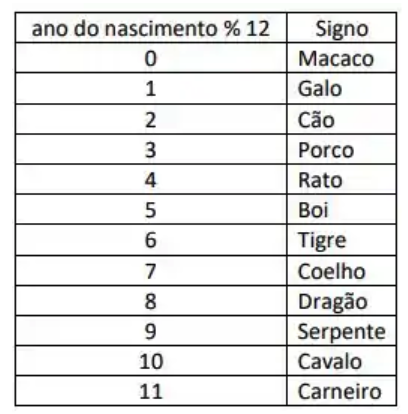 ano do nascimento % 12 Signo
0 Macaco
1 Galo
2 Cão
3 Porco
4 Rato
5 Boi
6 Tigre
7 Coelho
8 Dragão
9 Serpente
10 Cavalo
11 Carneiro